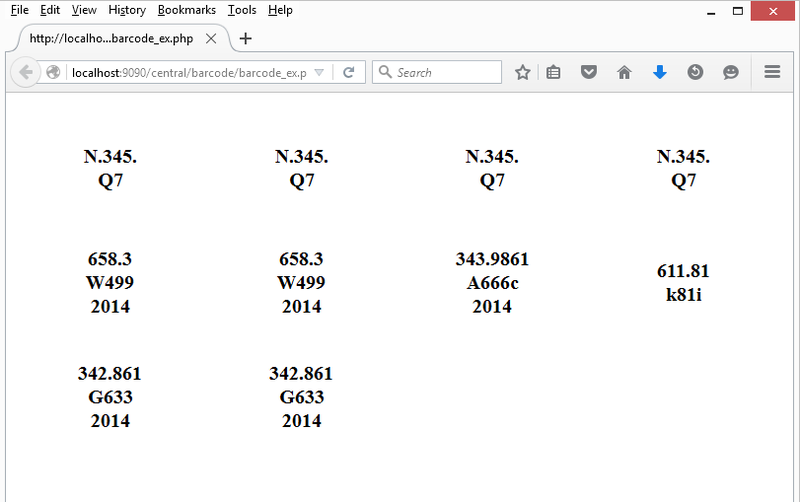 File Edit View History Bookmarks Tools Help
http://localho...barcode_ex.php
localhost:9090/central/barcode/barcode_ex.p
Search
N.345. N.345. N.345. N.345.
Q7 Q7 Q7 Q7
658.3 658.3 343.9861 611.81
W499 W499 A666c k81i
2014 2014 2014
342.861 342.861
G633 G633
2014 2014